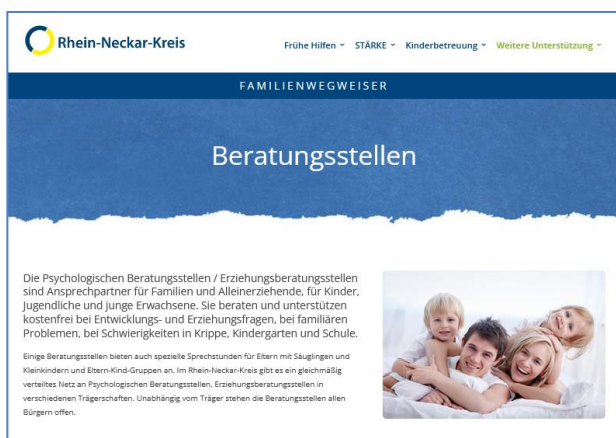 Rhein-Neckar-Kreis
Frühe Hilfen STÄRKE Kinderbetreuung Weitere Unterstützung
FAMILIENWEGWEISER
Beratungsstellen
Die Psychologischen Beratungsstellen / Erziehungsberatungsstellen
sind Ansprechpartner für Familien und Alleinerziehende, für Kinder,
Jugendliche und junge Erwachsene. Sie beraten und unterstützen
kostenfrei bei Entwicklungs- und Erziehungsfragen, bei familiären
Problemen, bei Schwierigkeiten in Krippe, Kindergarten und Schule.
Einige Beratungsstellen bieten auch spezielle Sprechstunden für Eltern mit Säuglingen und
Kleinkindern und Eltern-Kind-Gruppen an. Im Rhein-Neckar-Kreis gibt es ein gleichmäßig
verteiltes Netz an Psychologischen Beratungsstellen, Erziehungsberatungsstellen in
verschiedenen Trägerschaften. Unabhängig vom Träger stehen die Beratungsstellen allen
Bürgern offen.